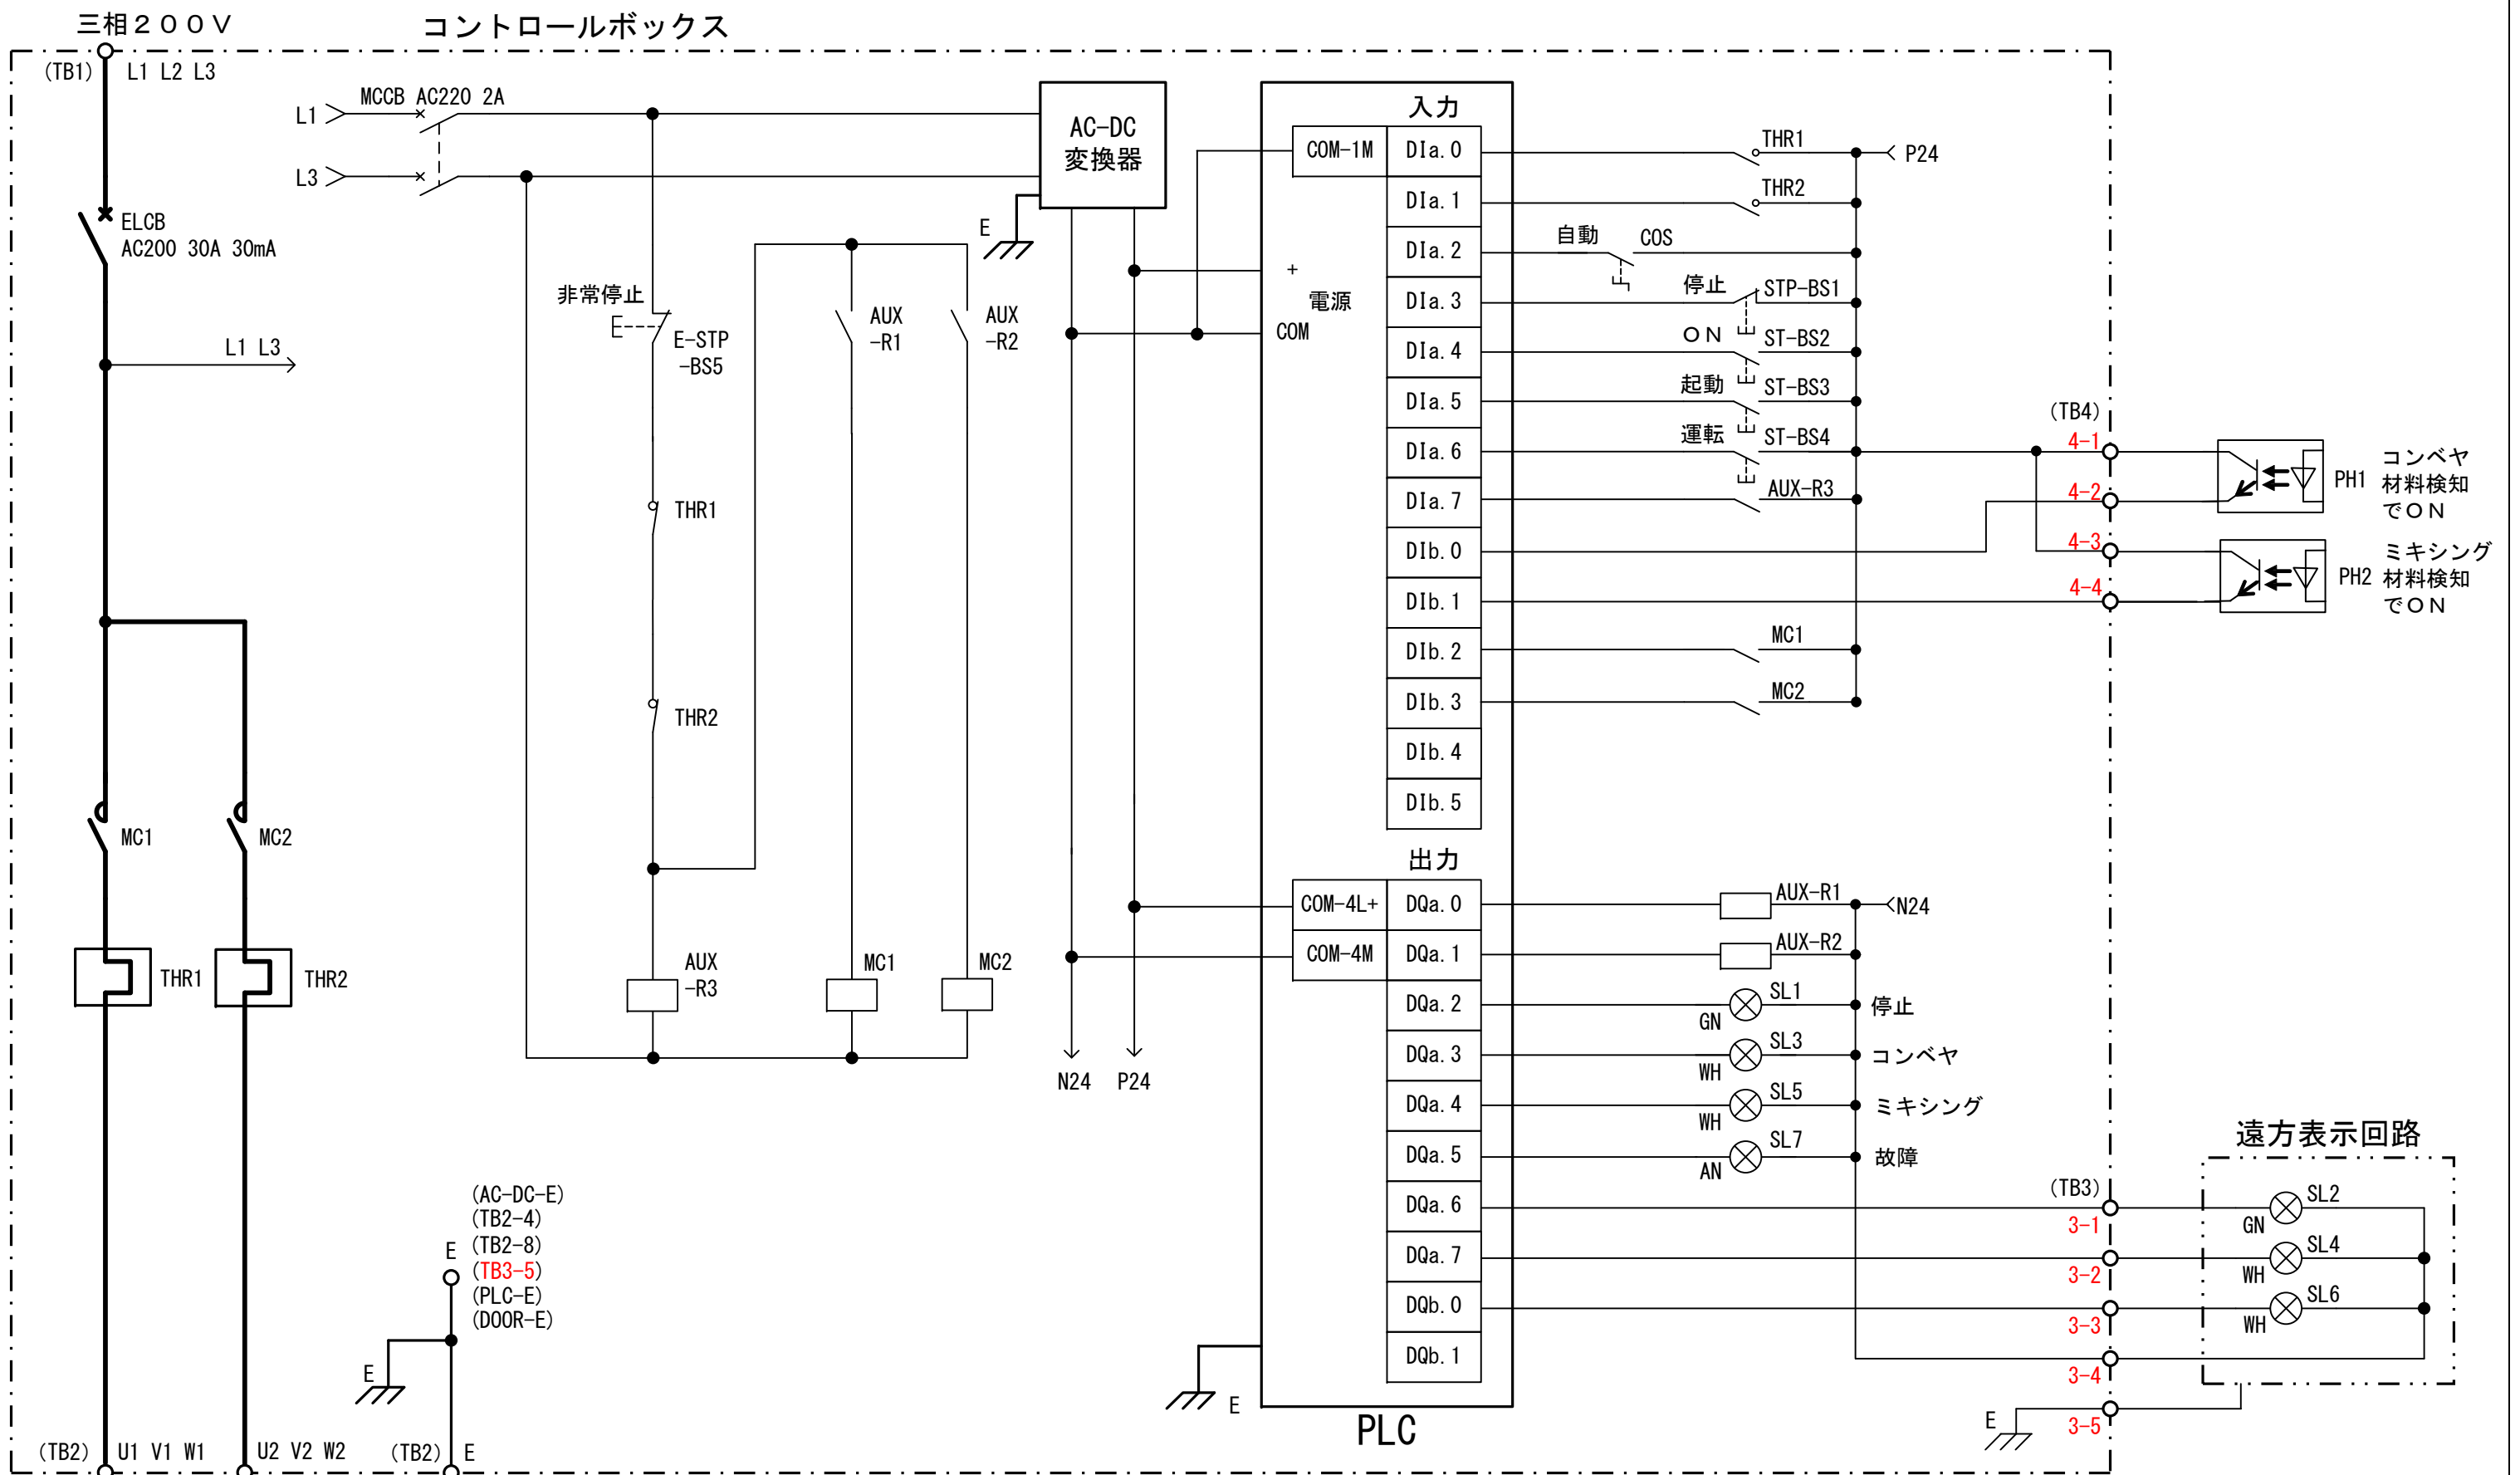 三相２００Ｖ
コントロールボックス
(TB1)
L1 L2 L3
MCCB AC220 2A
L1
L3
ELCB
AC200 30A 30mA
L1 L3
MC1
MC2
THR1
THR2
(TB2)
U1 V1 W1
U2 V2 W2
(TB2)
E
非常停止
E-STP
-BS5
THR1
THR2
AUX
-R3
AUX
-R1
AUX
-R2
MC1
MC2
(AC-DC-E)
(TB2-4)
(TB2-8)
(TB3-5)
(PLC-E)
(DOOR-E)
E
E
AC-DC
変換器
E
N24
P24
+
電源
COM
入力
COM-1M
DIa.0
DIa.1
DIa.2
DIa.3
DIa.4
DIa.5
DIa.6
DIa.7
DIb.0
DIb.1
DIb.2
DIb.3
DIb.4
DIb.5
出力
COM-4L+
DQa.0
COM-4M
DQa.1
DQa.2
DQa.3
DQa.4
DQa.5
DQa.6
DQa.7
DQb.0
DQb.1
E
PLC
THR1
P24
THR2
自動
COS
停止
STP-BS1
ＯＮ
ST-BS2
起動
ST-BS3
運転
ST-BS4
AUX-R3
MC1
MC2
(TB4)
4-1
4-2
4-3
4-4
PH1
コンベヤ
材料検知
でＯＮ
PH2
ミキシング
材料検知
でＯＮ
AUX-R1
N24
AUX-R2
SL1
GN
停止
SL3
WH
コンベヤ
SL5
WH
ミキシング
SL7
AN
故障
(TB3)
3-1
3-2
3-3
3-4
3-5
E
遠方表示回路
SL2
GN
SL4
WH
SL6
WH